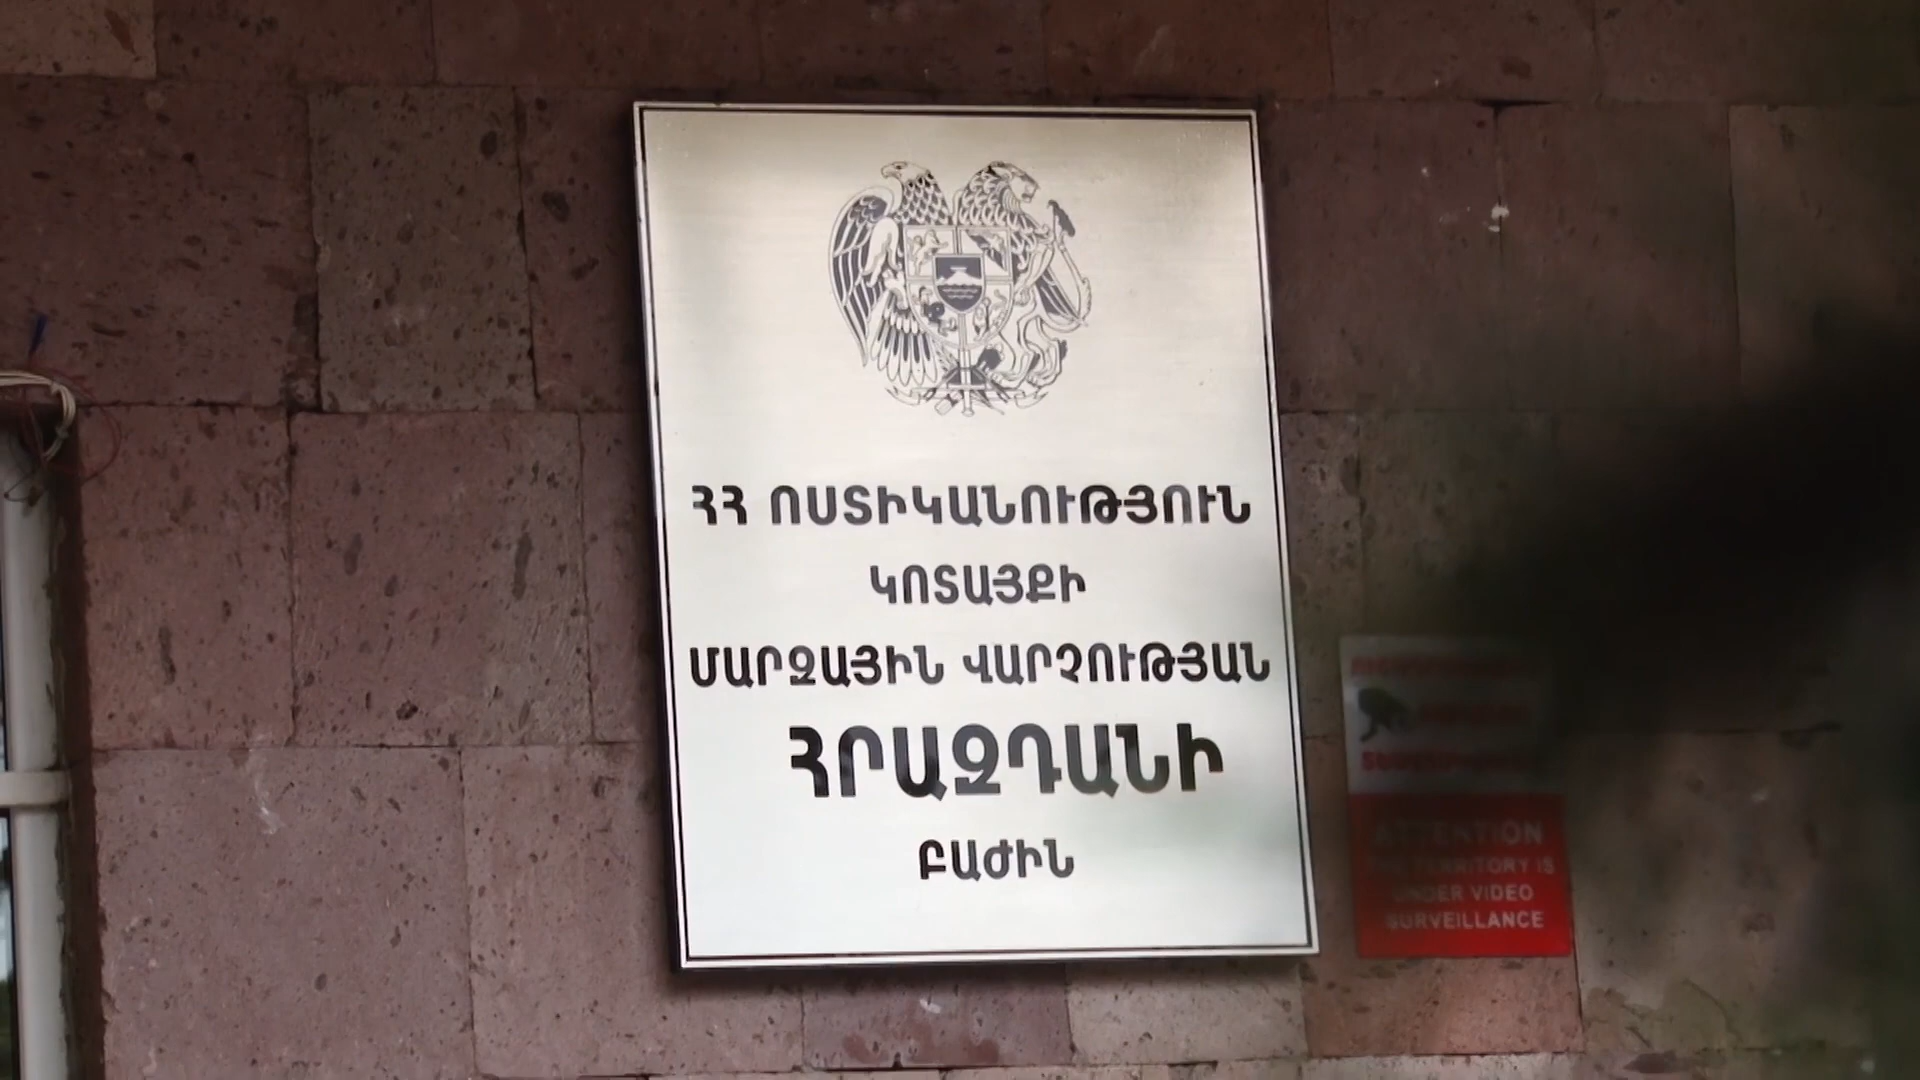 ՀՀ ՈՍՏԻԿԱՆՈՒԹՅՈՒՆ
ԿՈՏԱՅՔԻ
ՄԱՐԶԱՅԻՆ ՎԱՐՉՈՒԹՅԱՆ
ՀՐԱԶԴԱՆԻ
ԲԱԺԻՆ
ATTENTION
THE TERRITORY IS
UNDER VIDEO
SURVEILLANCE